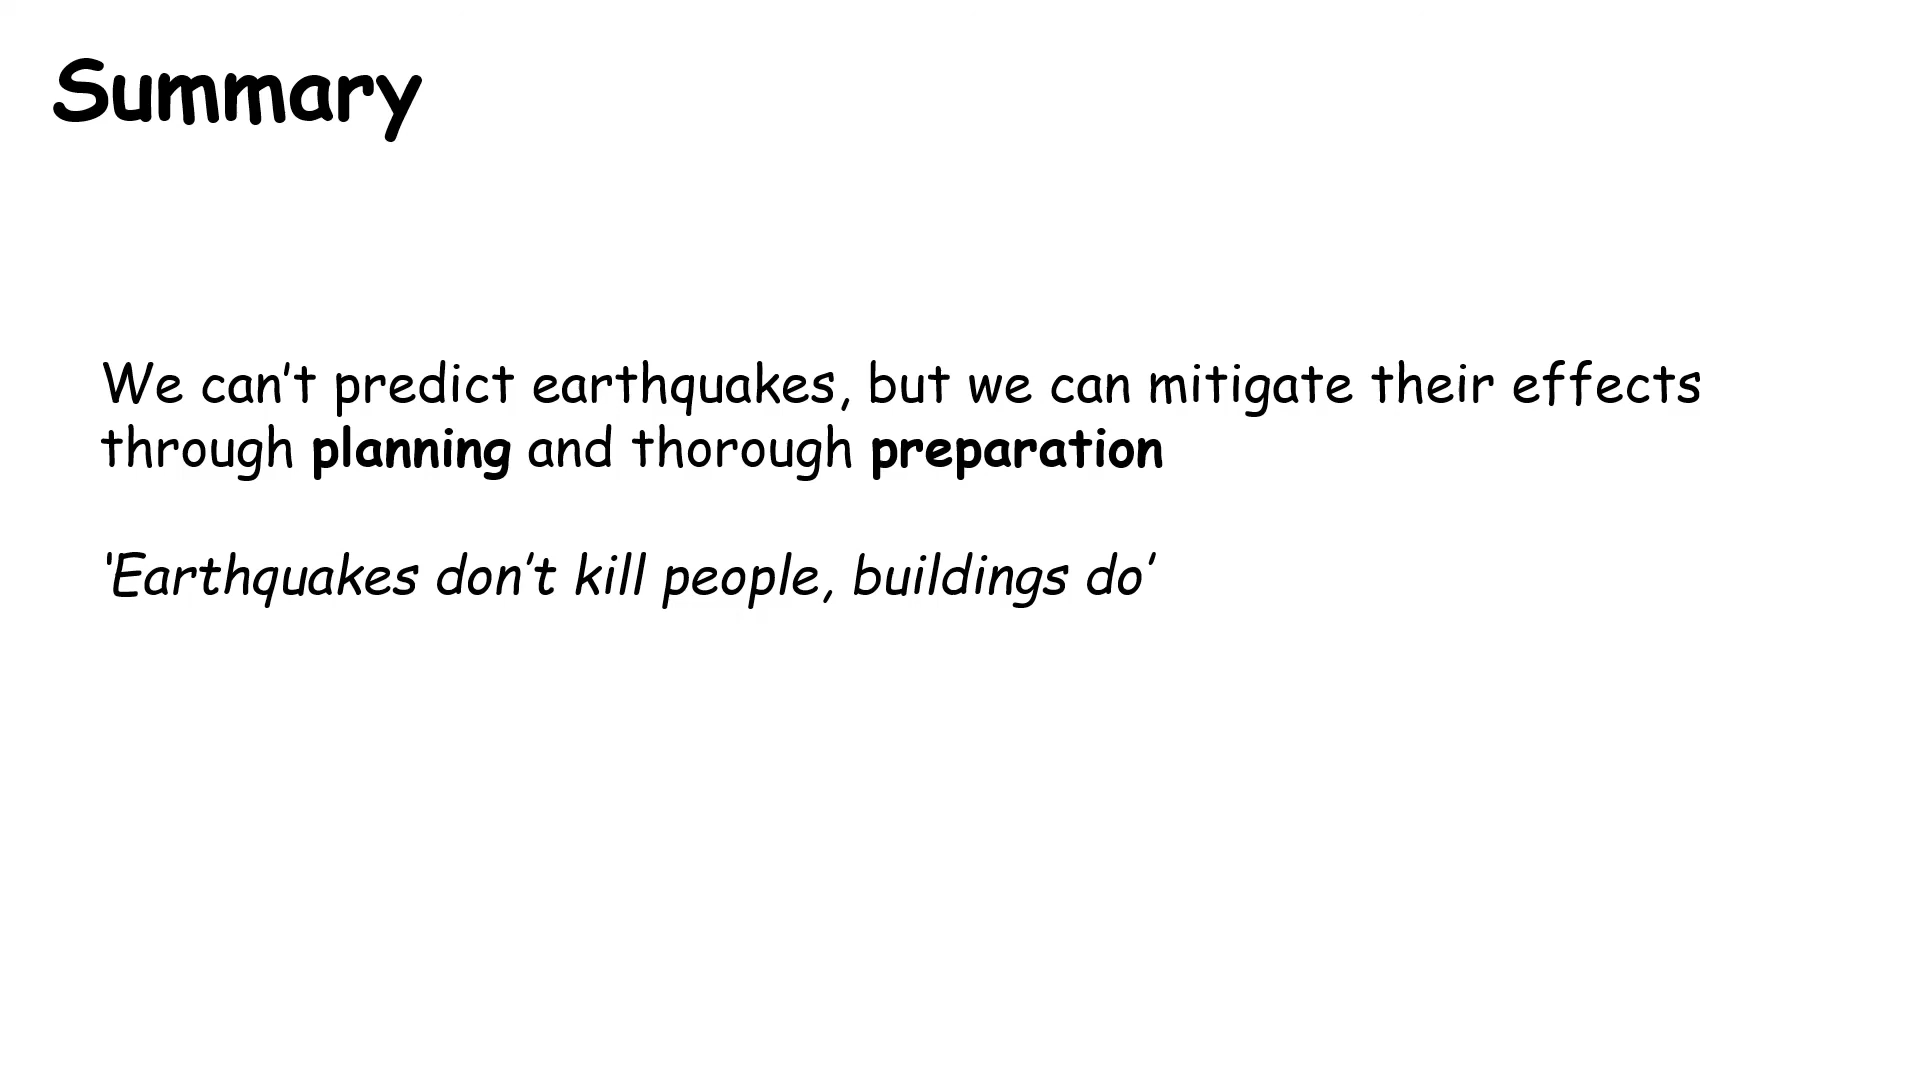 Summary
We can't predict earthquakes, but we can mitigate their effects
through planning and thorough preparation
‘Earthquakes don’t kill people, buildings do’